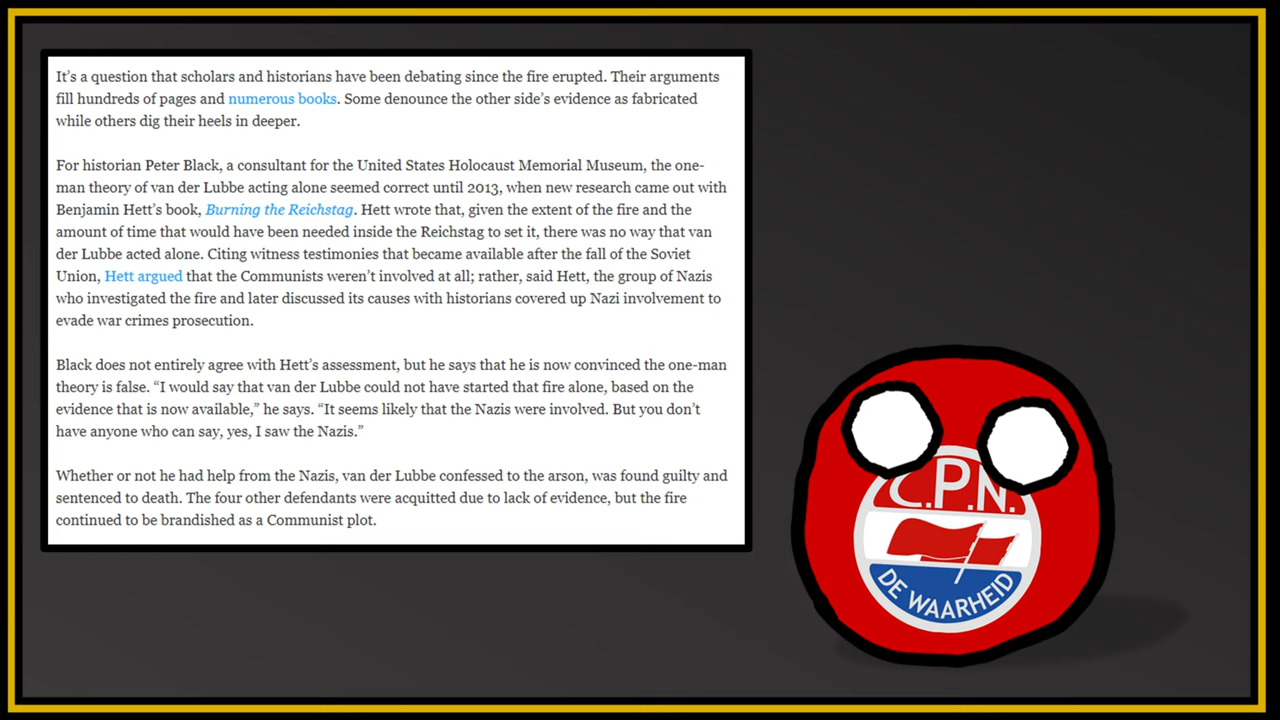 It's a question that scholars and historians have been debating since the fire erupted. Their arguments
fill hundreds of pages and numerous books. Some denounce the other side's evidence as fabricated
while others dig their heels in deeper.
For historian Peter Black, a consultant for the United States Holocaust Memorial Museum, the one-
man theory of van der Lubbe acting alone seemed correct until 2013, when new research came out with
Benjamin Hett's book, Burning the Reichstag. Hett wrote that, given the extent of the fire and the
amount of time that would have been needed inside the Reichstag to set it, there was no way that van
der Lubbe acted alone. Citing witness testimonies that became available after the fall of the Soviet
Union, Hett argued that the Communists weren't involved at all; rather, said Hett, the group of Nazis
who investigated the fire and later discussed its causes with historians covered up Nazi involvement to
evade war crimes prosecution.
Black does not entirely agree with Hett's assessment, but he says that he is now convinced the one-man
theory is false. “I would say that van der Lubbe could not have started that fire alone, based on the
evidence that is now available,” he says. “It seems likely that the Nazis were involved. But you don't
have anyone who can say, yes, I saw the Nazis.”
Whether or not he had help from the Nazis, van der Lubbe confessed to the arson, was found guilty and
sentenced to death. The four other defendants were acquitted due to lack of evidence, but the fire
continued to be brandished as a Communist plot.
C.P.N.
DE WAARHEID